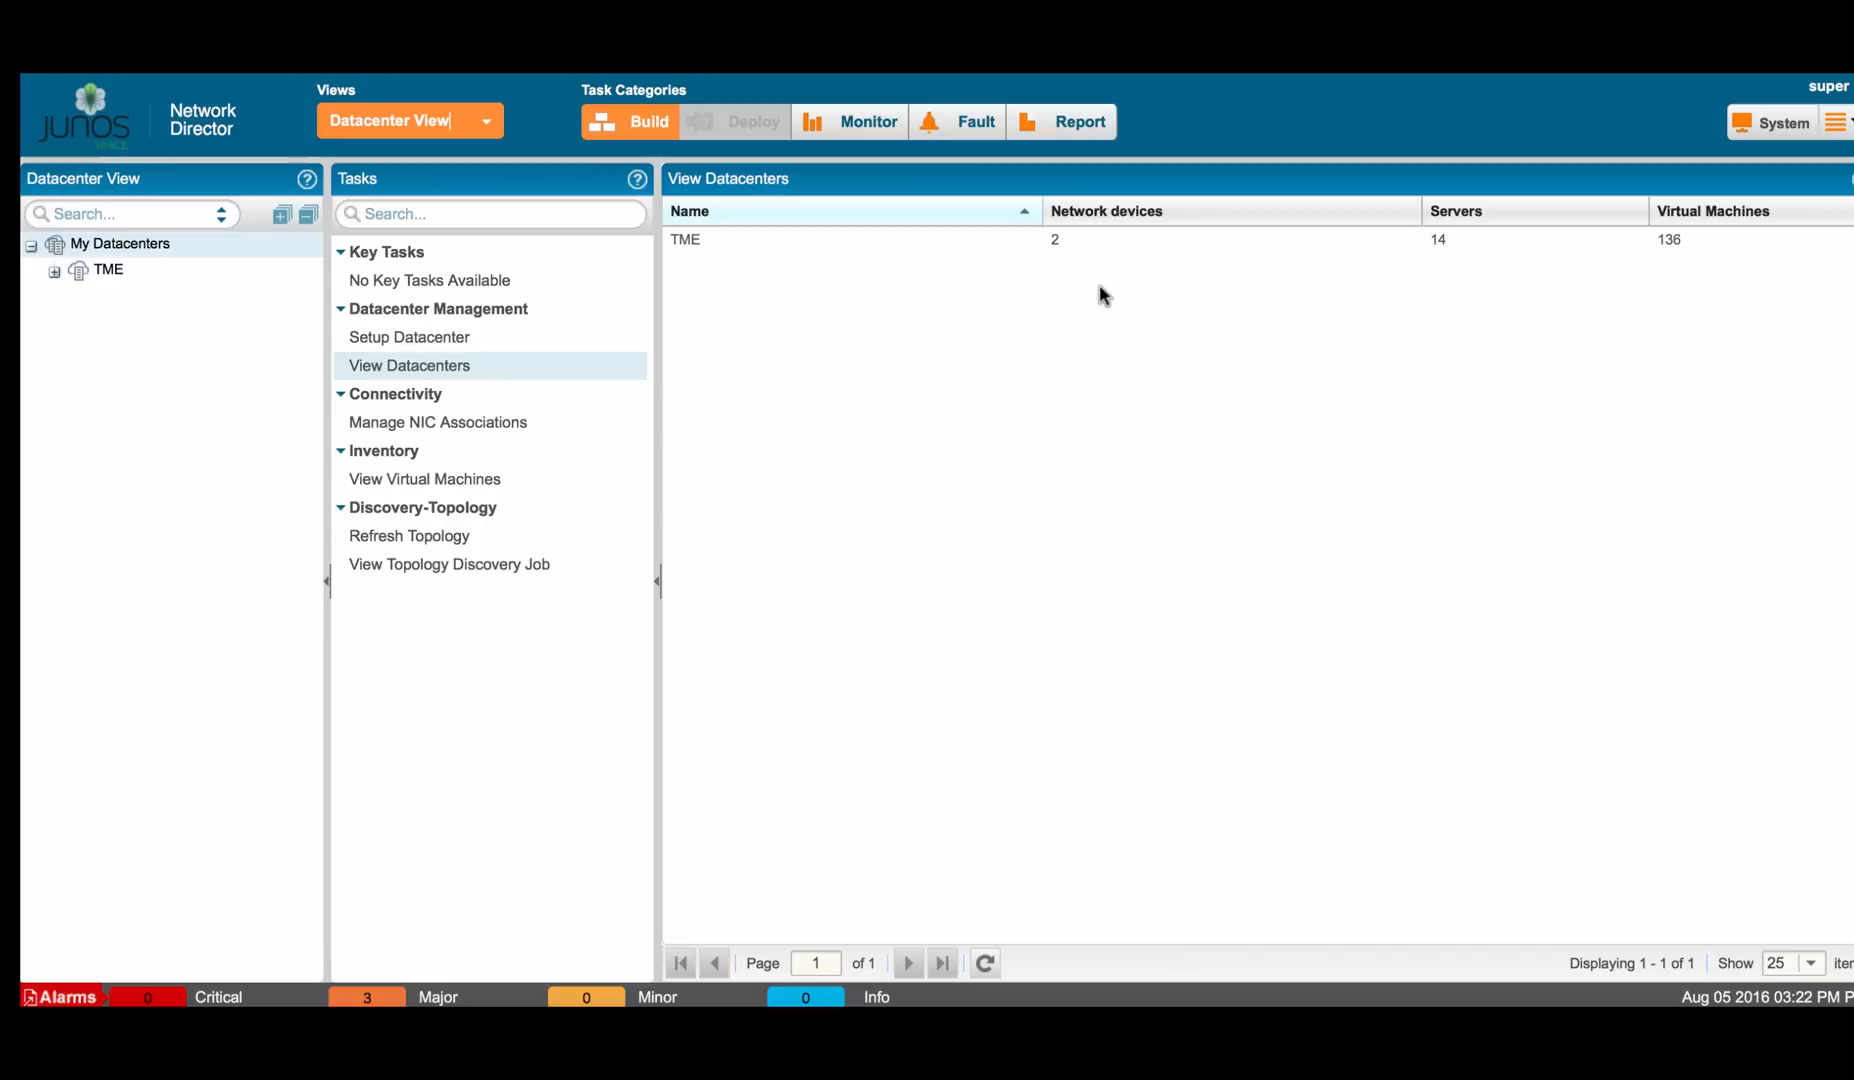 super
Views
Task Categories
JUNOS
SPACE
Network
Director
Datacenter View
Build
Deploy
Monitor
Fault
Report
System
Datacenter View
Tasks
View Datacenters
Search...
Search...
Name
Network devices
Servers
Virtual Machines
My Datacenters
TME
TME
2
14
136
Key Tasks
No Key Tasks Available
Datacenter Management
Setup Datacenter
View Datacenters
Connectivity
Manage NIC Associations
Inventory
View Virtual Machines
Discovery-Topology
Refresh Topology
View Topology Discovery Job
Page 1 of 1
Displaying 1 - 1 of 1
Show 25
Alarms
0 Critical
3 Major
0 Minor
0 Info
Aug 05 2016 03:22 PM